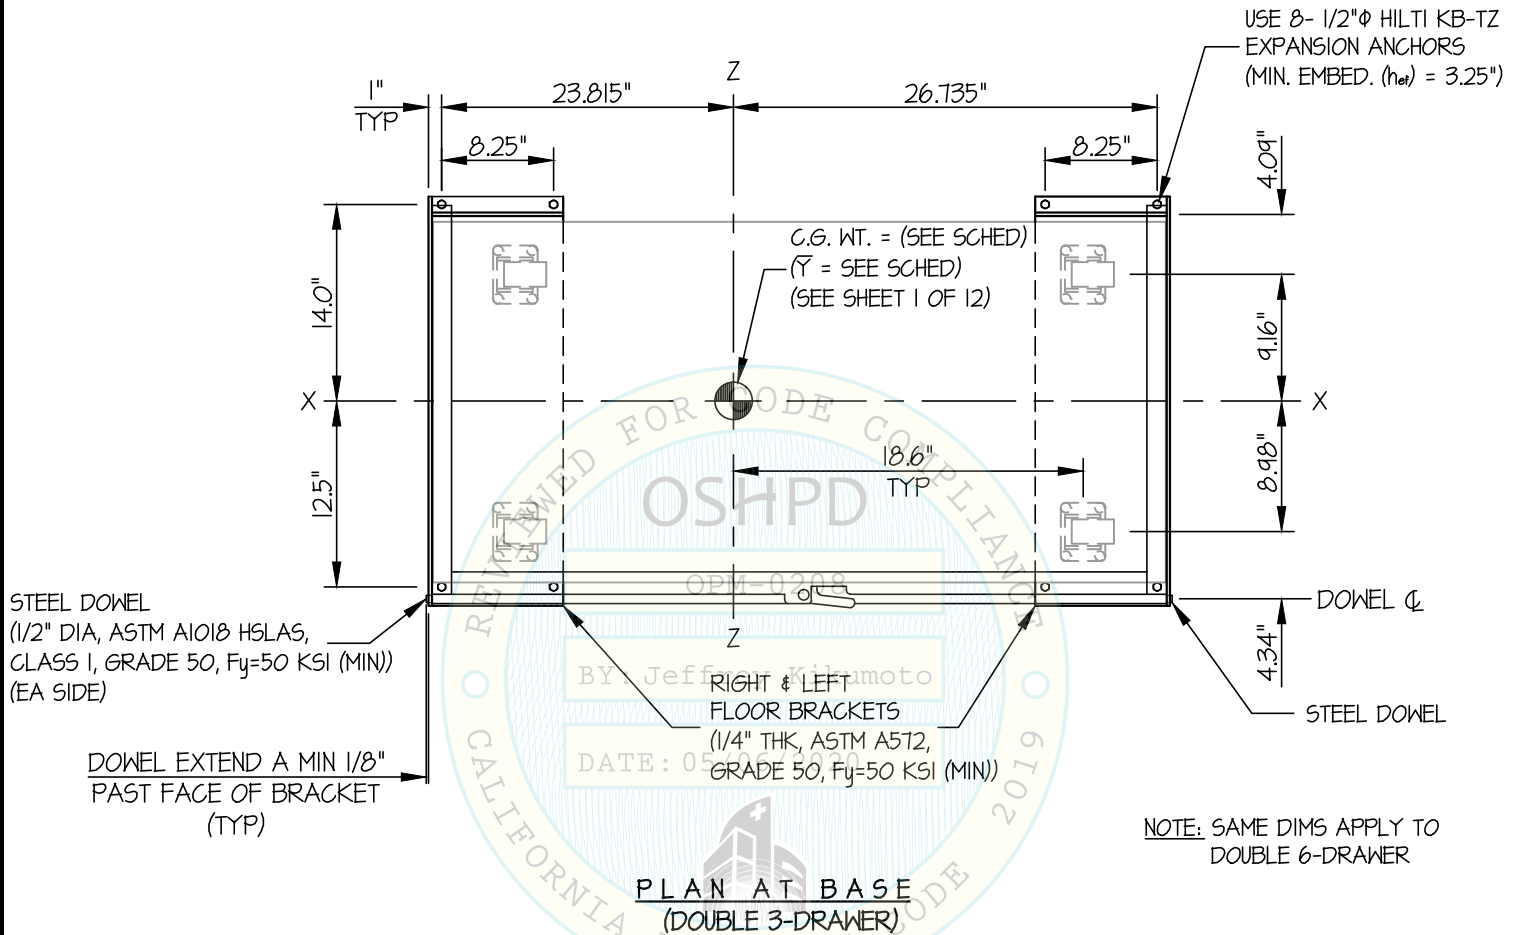 USE 8- 1/2"Φ HILTI KB-TZ
EXPANSION ANCHORS
(MIN. EMBED. (hef) = 3.25")
Z
1"
TYP
23.815"
26.735"
8.25"
8.25"
4.09"
C.G. WT. = (SEE SCHED)
(Y̅ = SEE SCHED)
(SEE SHEET 1 OF 12)
14.0"
9.16"
X
X
18.6"
TYP
12.5"
8.98"
STEEL DOWEL
(1/2" DIA, ASTM A1018 HSLAS,
CLASS 1, GRADE 50, Fy=50 KSI (MIN))
(EA SIDE)
DOWEL ℄
Z
4.34"
RIGHT & LEFT
FLOOR BRACKETS
(1/4" THK, ASTM A572,
GRADE 50, Fy=50 KSI (MIN))
STEEL DOWEL
DOWEL EXTEND A MIN 1/8"
PAST FACE OF BRACKET
(TYP)
NOTE: SAME DIMS APPLY TO
DOUBLE 6-DRAWER
PLAN AT BASE
(DOUBLE 3-DRAWER)
REVIEWED FOR CODE COMPLIANCE
OSHPD
OPM-0208
BY: Jeffrey Kikumoto
DATE: 05/06/2020
CALIFORNIA
CODE 2019